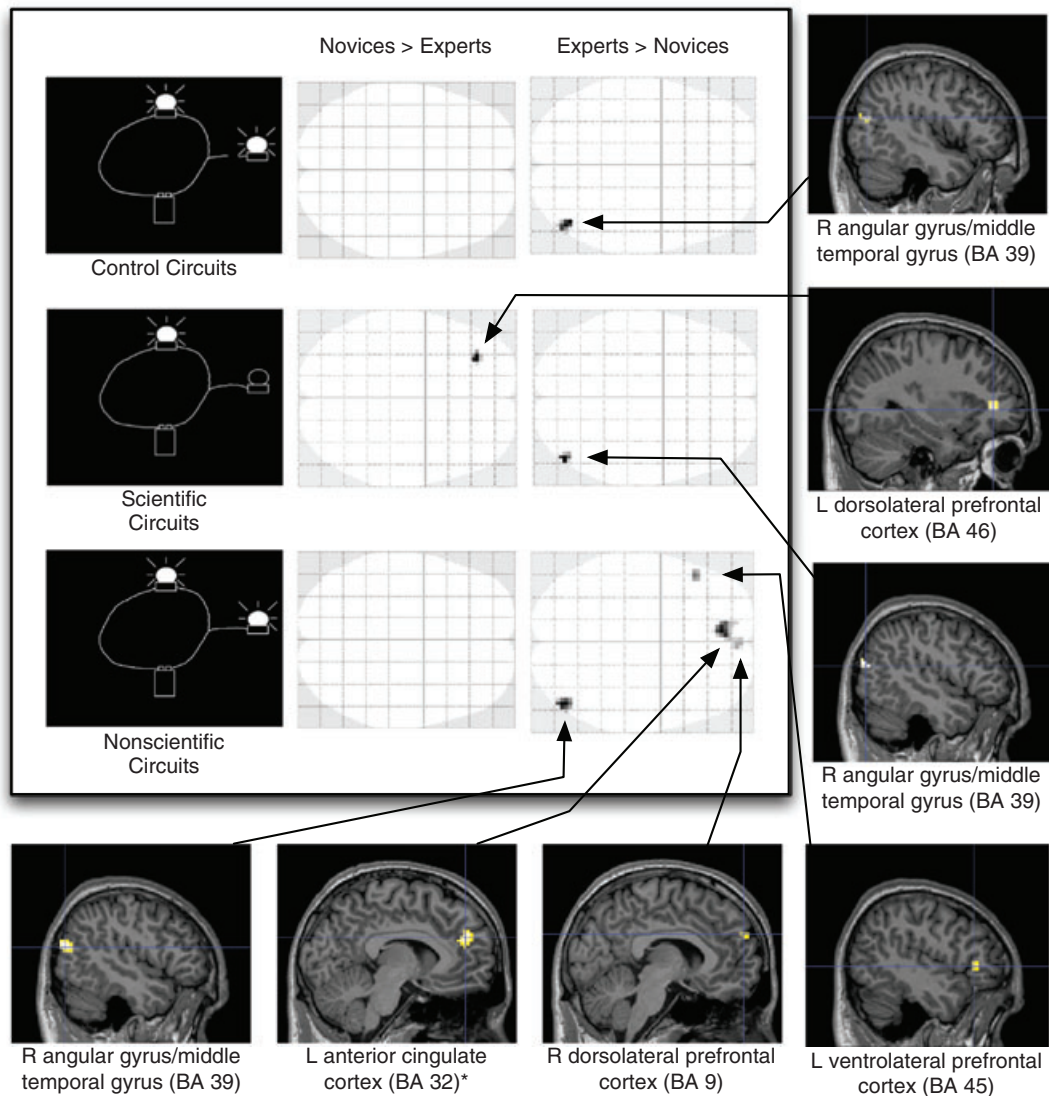 Novices > Experts
Experts > Novices
Control Circuits
R angular gyrus/middle
temporal gyrus (BA 39)
Scientific
Circuits
L dorsolateral prefrontal
cortex (BA 46)
Nonscientific
Circuits
R angular gyrus/middle
temporal gyrus (BA 39)
R angular gyrus/middle
temporal gyrus (BA 39)
L anterior cingulate
cortex (BA 32)*
R dorsolateral prefrontal
cortex (BA 9)
L ventrolateral prefrontal
cortex (BA 45)